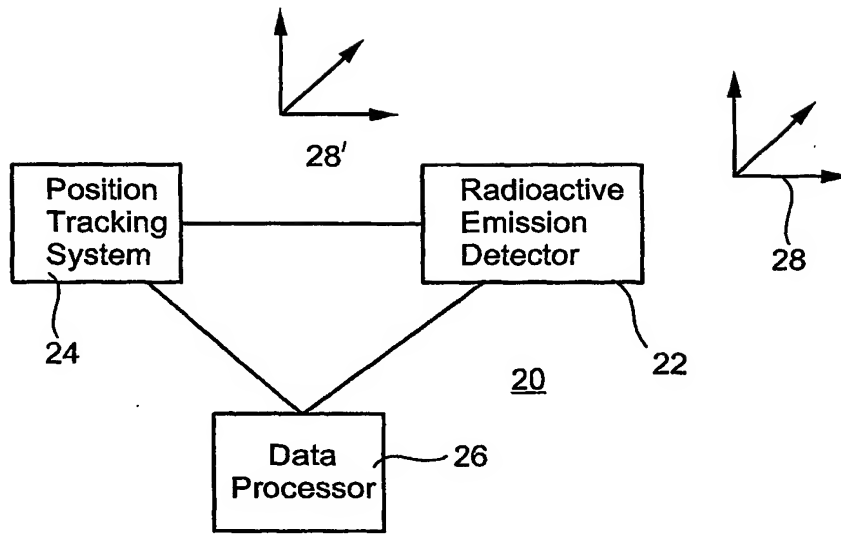 28'
28
Position
Tracking
System
24
Radioactive
Emission
Detector
22
20
Data
Processor
26